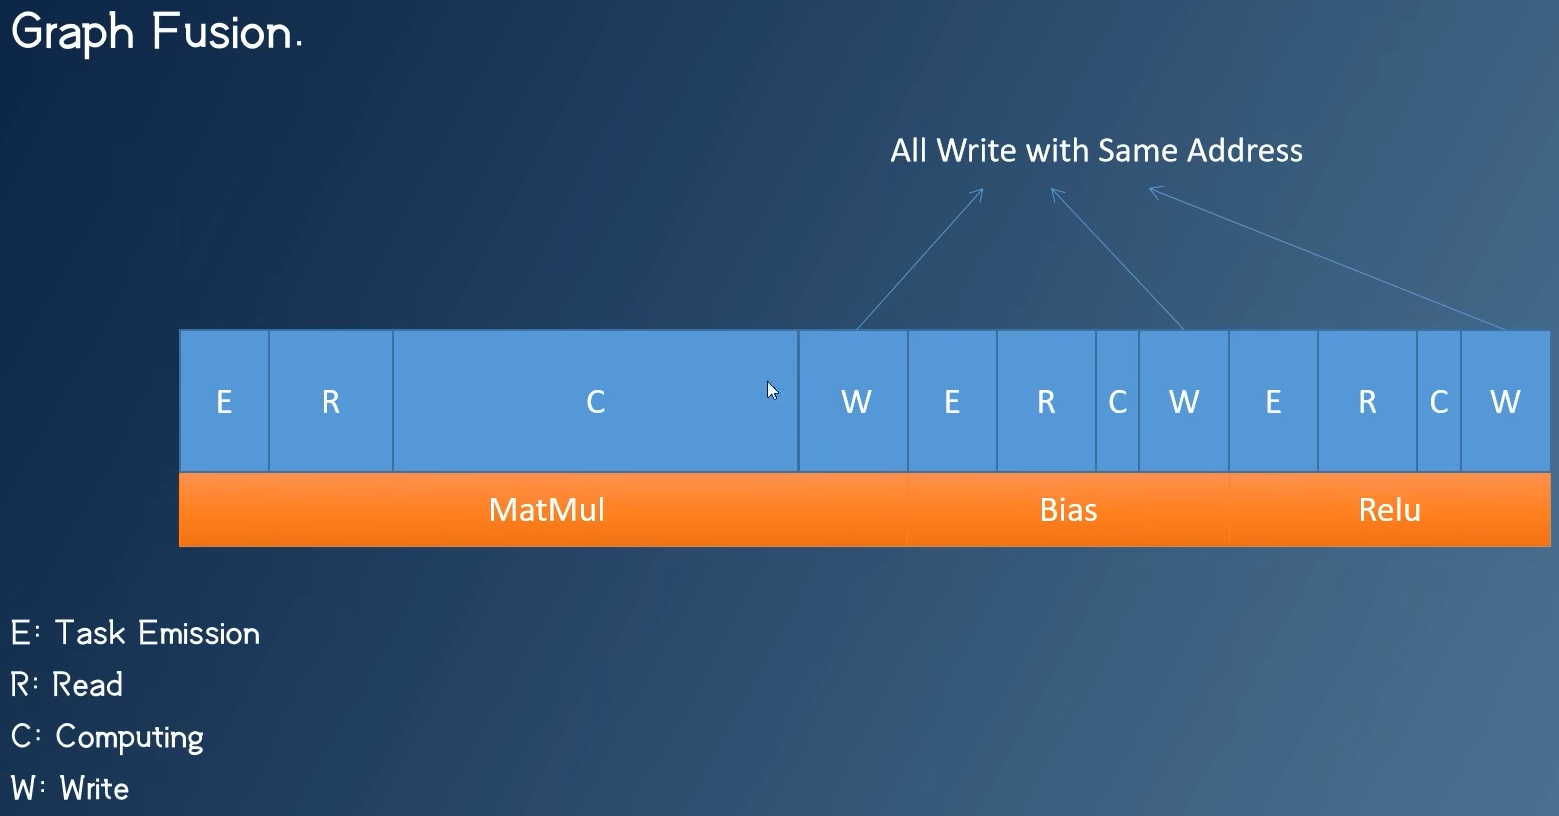 Graph Fusion.
All Write with Same Address
E R C W E R C W E R C W
MatMul Bias Relu
E: Task Emission
R: Read
C: Computing
W: Write